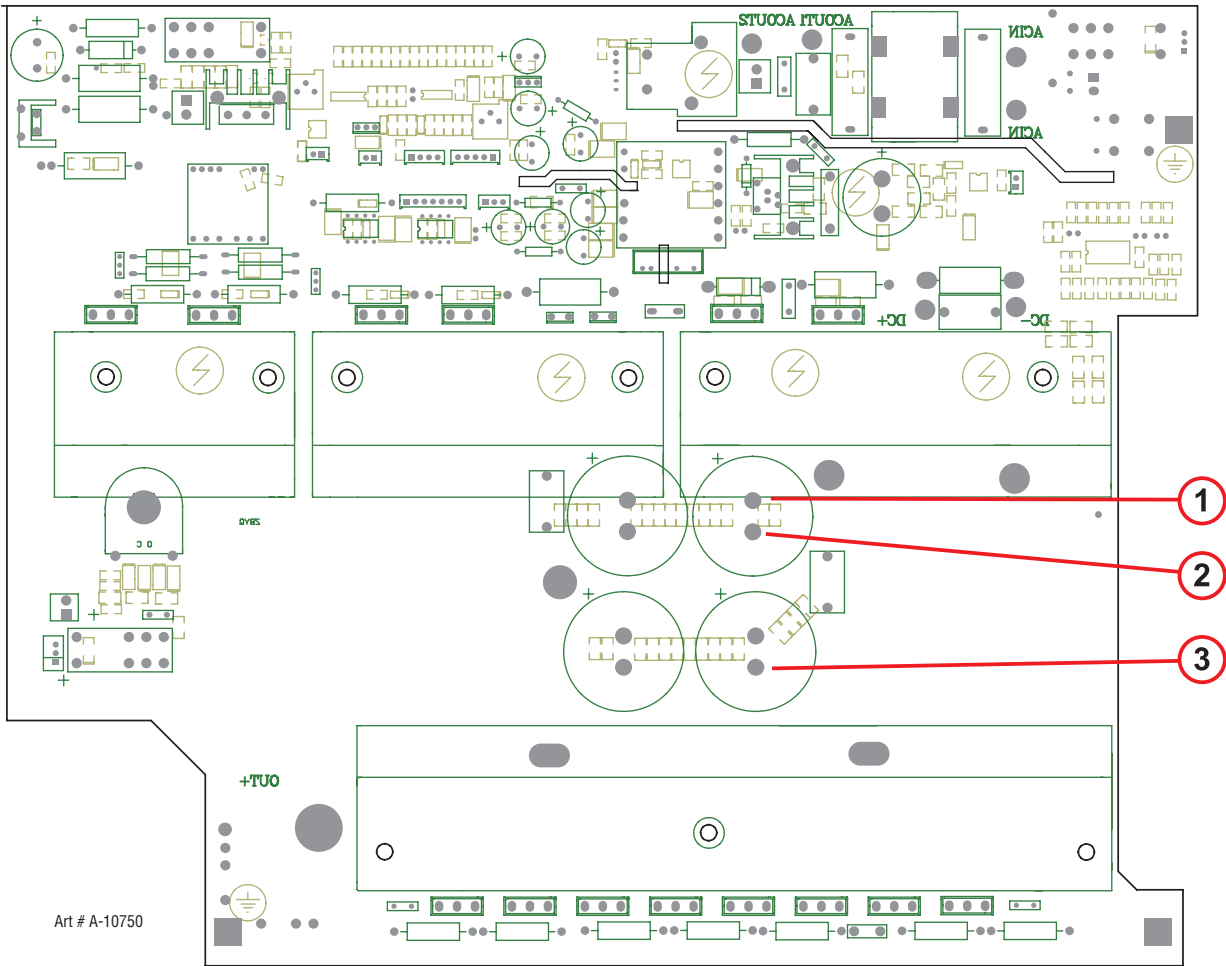 ACOUT2 ACOUT1
ACIN
ACIN
DC+
DC-
1
2
3
OUT+
Art # A-10750